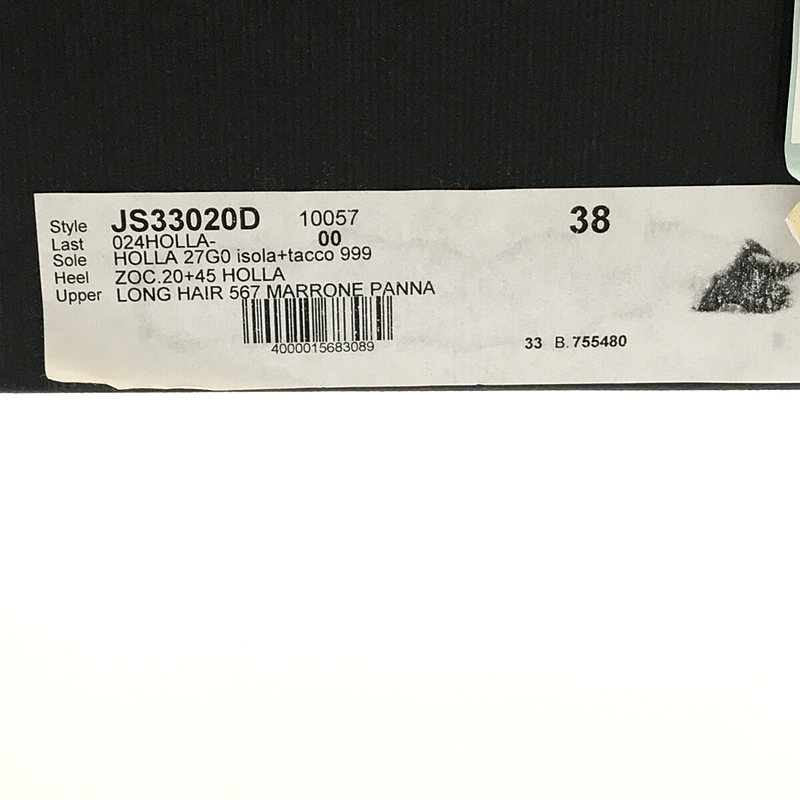 Style JS33020D 10057 38
Last 024HOLLA- 00
Sole HOLLA 27G0 isola+tacco 999
Heel ZOC.20+45 HOLLA
Upper LONG HAIR 567 MARRONE PANNA
4000015683089
33 B. 755480